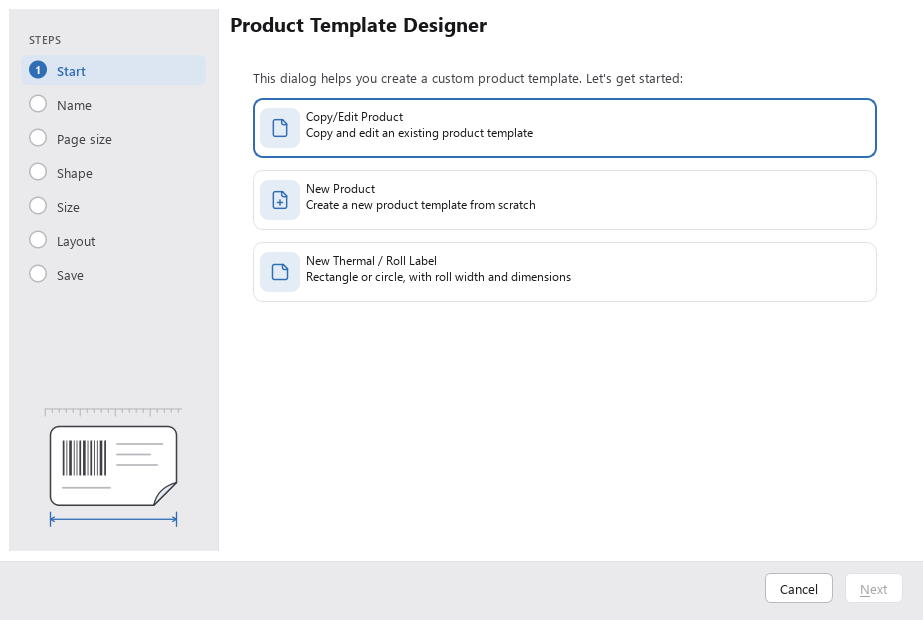 Product Template Designer
STEPS
1 Start
Name
Page size
Shape
Size
Layout
Save
This dialog helps you create a custom product template. Let's get started:
Copy/Edit Product
Copy and edit an existing product template
New Product
Create a new product template from scratch
New Thermal / Roll Label
Rectangle or circle, with roll width and dimensions
Cancel
Next